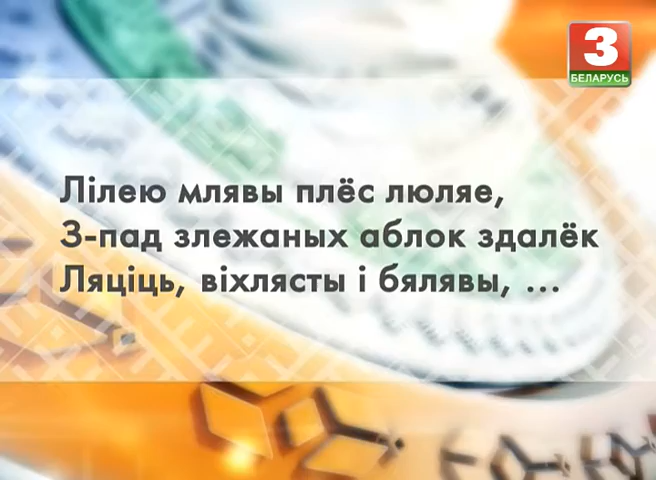 3
БЕЛАРУСЬ
Лілею млявы плёс люляе,
З-пад злежаных аблок здалёк
Ляціць, віхлясты і бялявы, ...